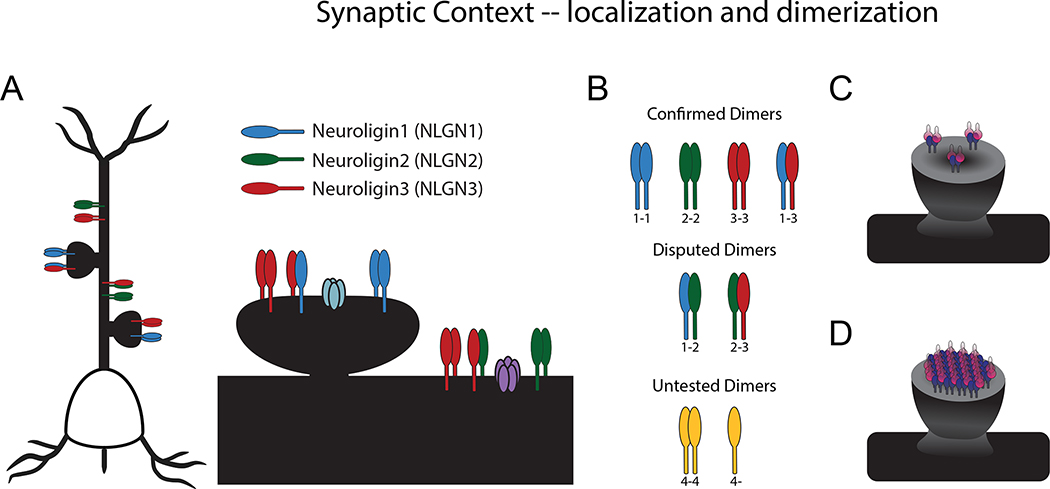 Synaptic Context -- localization and dimerization
A
Neuroligin1 (NLGN1)
Neuroligin2 (NLGN2)
Neuroligin3 (NLGN3)
B
Confirmed Dimers
1-1 2-2 3-3 1-3
Disputed Dimers
1-2 2-3
Untested Dimers
4-4 4-
C
D